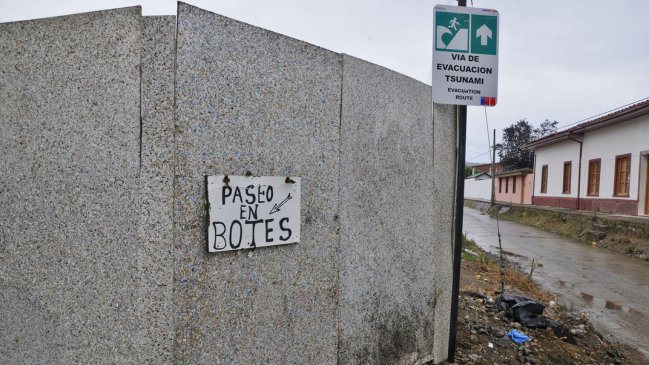 VIA DE
EVACUACION
TSUNAMI
EVACUATION
ROUTE
PASEO
EN
BOTES